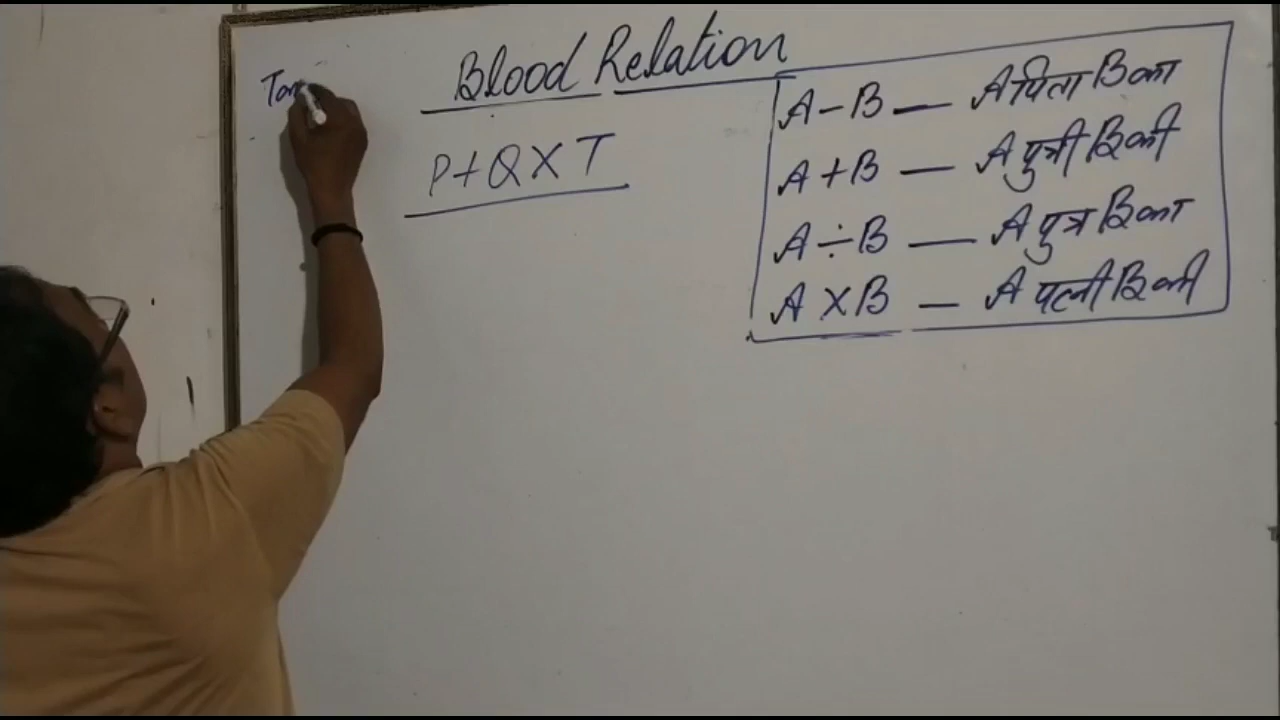 Blood Relation
P+Q×T
A−B — A पिता B का
A+B — A पुत्री B की
A÷B — A पुत्र B का
A×B — A पत्नी B की